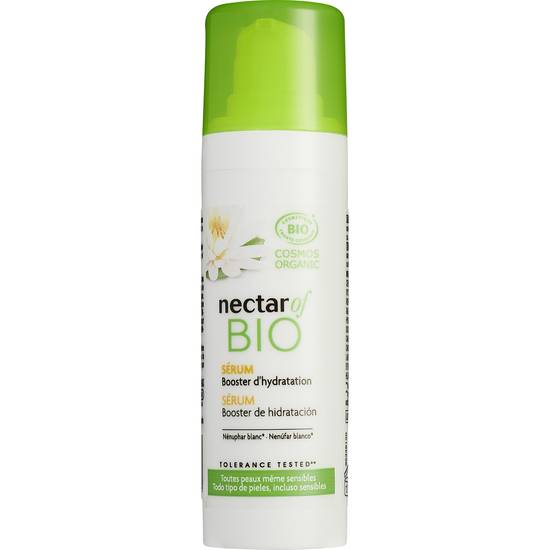 BIO
COSMOS
ORGANIC
nectar of
BIO
SÉRUM
Booster d'hydratation
SÉRUM
Booster de hidratación
Nénuphar blanc* - Nenúfar blanco*
TOLERANCE TESTED**
Toutes peaux même sensibles
Todo tipo de pieles, incluso sensibles